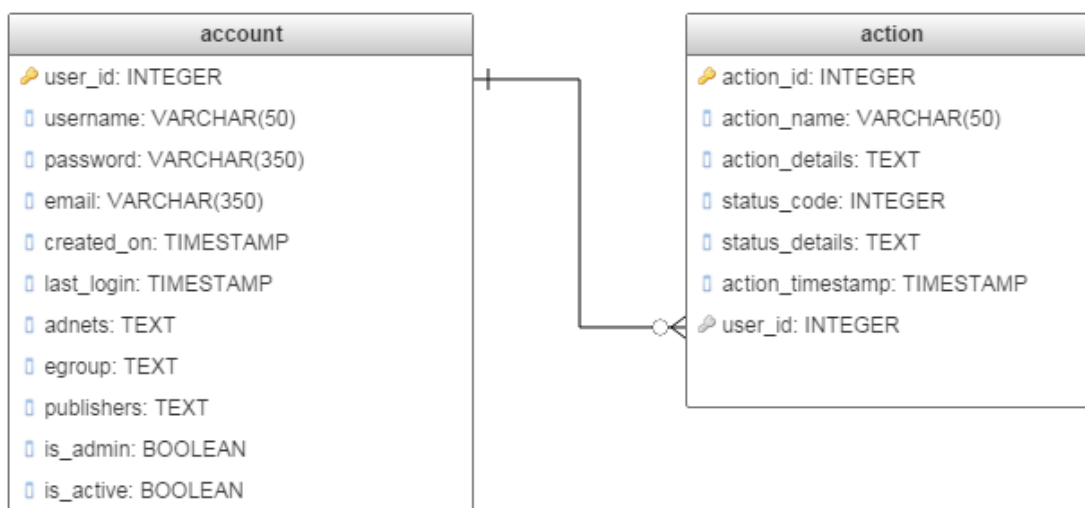 account
user_id: INTEGER
username: VARCHAR(50)
password: VARCHAR(350)
email: VARCHAR(350)
created_on: TIMESTAMP
last_login: TIMESTAMP
adnets: TEXT
egroup: TEXT
publishers: TEXT
is_admin: BOOLEAN
is_active: BOOLEAN
action
action_id: INTEGER
action_name: VARCHAR(50)
action_details: TEXT
status_code: INTEGER
status_details: TEXT
action_timestamp: TIMESTAMP
user_id: INTEGER